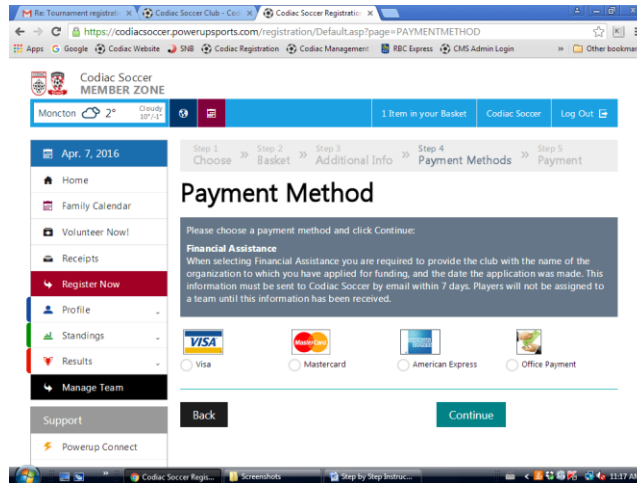 Re: Tournament registrati
Codiac Soccer Club - Codi
Codiac Soccer Registration
https://codiacsoccer.powerupsports.com/registration/Default.asp?page=PAYMENTMETHOD
Apps Google Codiac Website SNB Codiac Registration Codiac Management RBC Express CMS Admin Login » Other bookmar
Codiac Soccer
MEMBER ZONE
Moncton 2° Cloudy 10°/-1°
1 Item in your Basket Codiac Soccer Log Out
Apr. 7, 2016
Home
Family Calendar
Volunteer Now!
Receipts
Register Now
Profile
Standings
Results
Manage Team
Support
Powerup Connect
Step 1 Choose » Step 2 Basket » Step 3 Additional Info » Step 4 Payment Methods » Step 5 Payment
Payment Method
Please choose a payment method and click Continue:
Financial Assistance
When selecting Financial Assistance you are required to provide the club with the name of the
organization to which you have applied for funding, and the date the application was made. This
information must be sent to Codiac Soccer by email within 7 days. Players will not be assigned to
a team until this information has been received.
VISA MasterCard
Visa Mastercard American Express Office Payment
Back Continue
Codiac Soccer Regis... Screenshots Step by Step Instruc... 11:17 AM